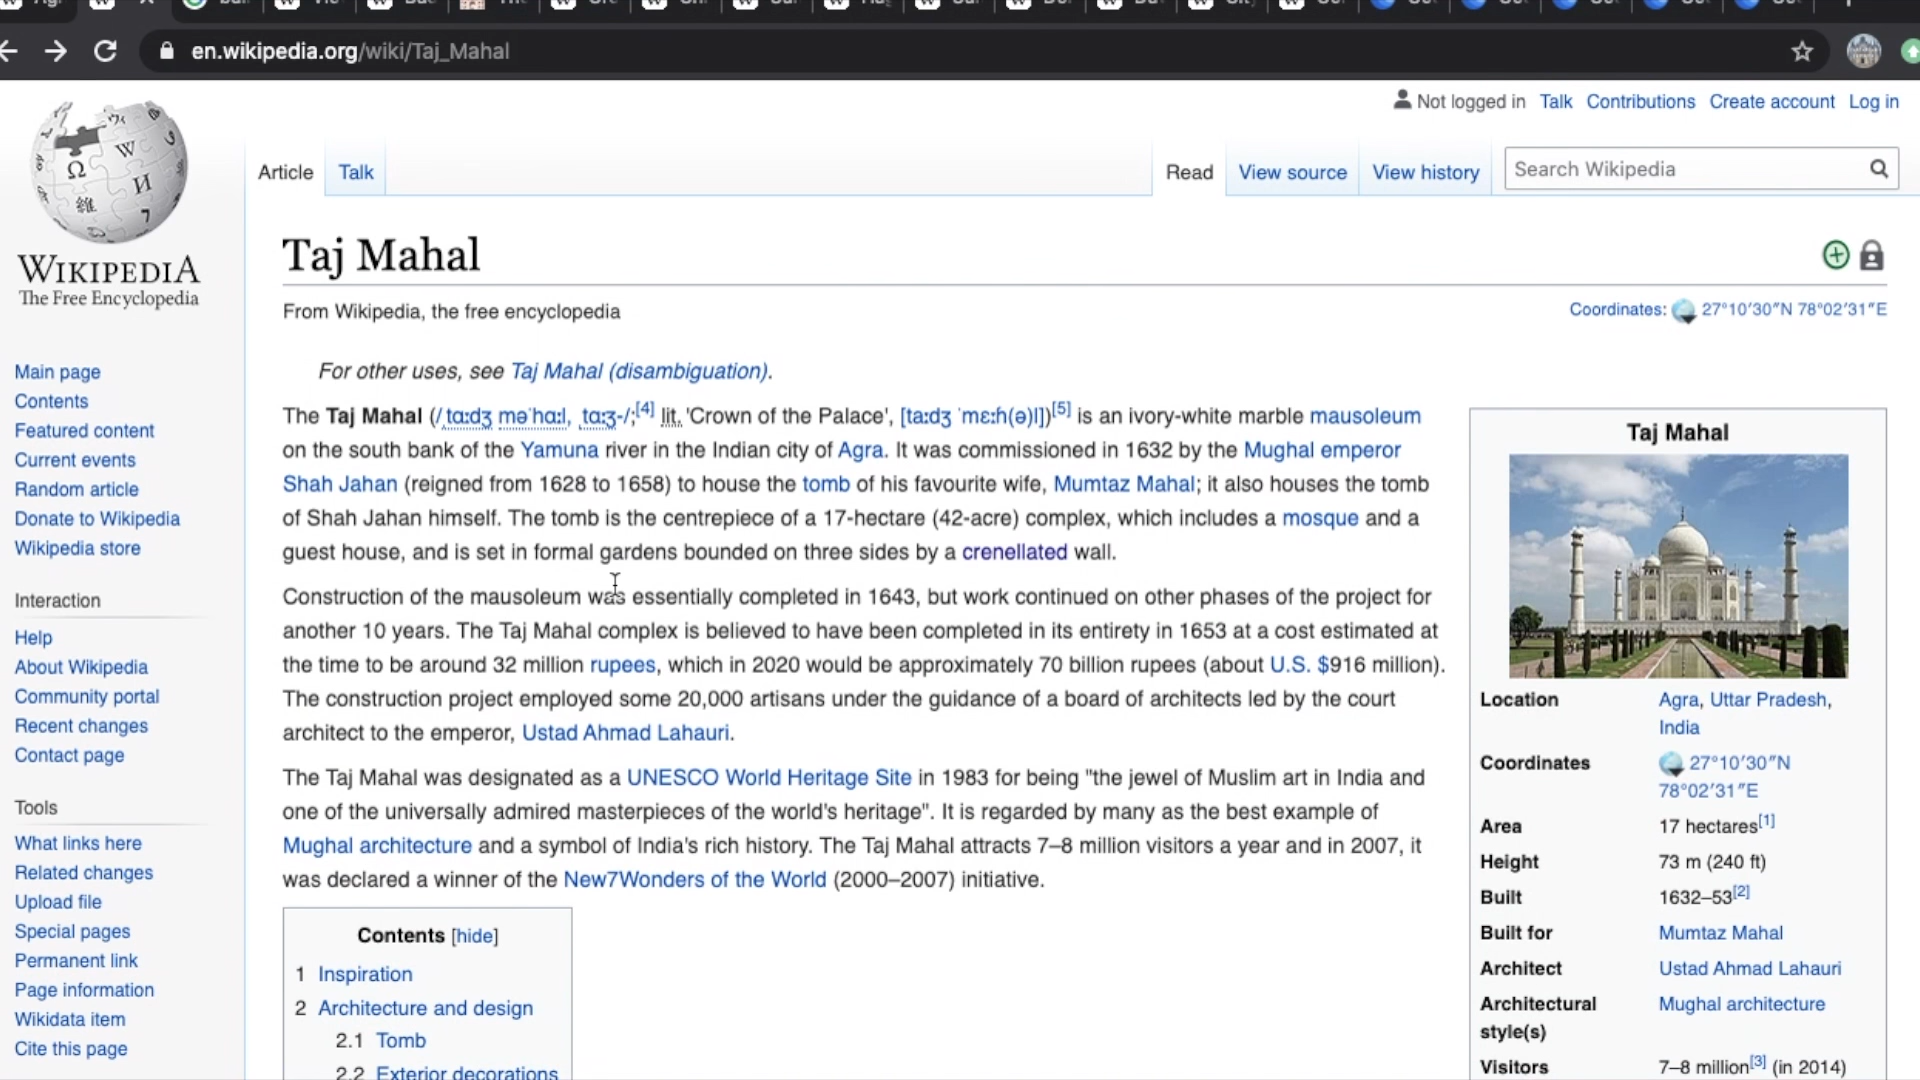 en.wikipedia.org/wiki/Taj_Mahal
Not logged in Talk Contributions Create account Log in
Article Talk Read View source View history Search Wikipedia
WIKIPEDIA
The Free Encyclopedia
Taj Mahal
From Wikipedia, the free encyclopedia
Coordinates: 27°10′30″N 78°02′31″E
For other uses, see Taj Mahal (disambiguation).
The Taj Mahal (/ˌtɑːdʒ məˈhɑːl, ˌtɑːʒ-/;[4] lit. 'Crown of the Palace', [taːdʒ ˈmɛːɦ(ə)l])[5] is an ivory-white marble mausoleum
on the south bank of the Yamuna river in the Indian city of Agra. It was commissioned in 1632 by the Mughal emperor
Shah Jahan (reigned from 1628 to 1658) to house the tomb of his favourite wife, Mumtaz Mahal; it also houses the tomb
of Shah Jahan himself. The tomb is the centrepiece of a 17-hectare (42-acre) complex, which includes a mosque and a
guest house, and is set in formal gardens bounded on three sides by a crenellated wall.
Construction of the mausoleum was essentially completed in 1643, but work continued on other phases of the project for
another 10 years. The Taj Mahal complex is believed to have been completed in its entirety in 1653 at a cost estimated at
the time to be around 32 million rupees, which in 2020 would be approximately 70 billion rupees (about U.S. $916 million).
The construction project employed some 20,000 artisans under the guidance of a board of architects led by the court
architect to the emperor, Ustad Ahmad Lahauri.
The Taj Mahal was designated as a UNESCO World Heritage Site in 1983 for being "the jewel of Muslim art in India and
one of the universally admired masterpieces of the world's heritage". It is regarded by many as the best example of
Mughal architecture and a symbol of India's rich history. The Taj Mahal attracts 7–8 million visitors a year and in 2007, it
was declared a winner of the New7Wonders of the World (2000–2007) initiative.
Contents [hide]
1 Inspiration
2 Architecture and design
2.1 Tomb
2.2 Exterior decorations
Main page
Contents
Featured content
Current events
Random article
Donate to Wikipedia
Wikipedia store
Interaction
Help
About Wikipedia
Community portal
Recent changes
Contact page
Tools
What links here
Related changes
Upload file
Special pages
Permanent link
Page information
Wikidata item
Cite this page
Taj Mahal
Location Agra, Uttar Pradesh,
India
Coordinates 27°10′30″N
78°02′31″E
Area 17 hectares[1]
Height 73 m (240 ft)
Built 1632–53[2]
Built for Mumtaz Mahal
Architect Ustad Ahmad Lahauri
Architectural Mughal architecture
style(s)
Visitors 7–8 million[3] (in 2014)